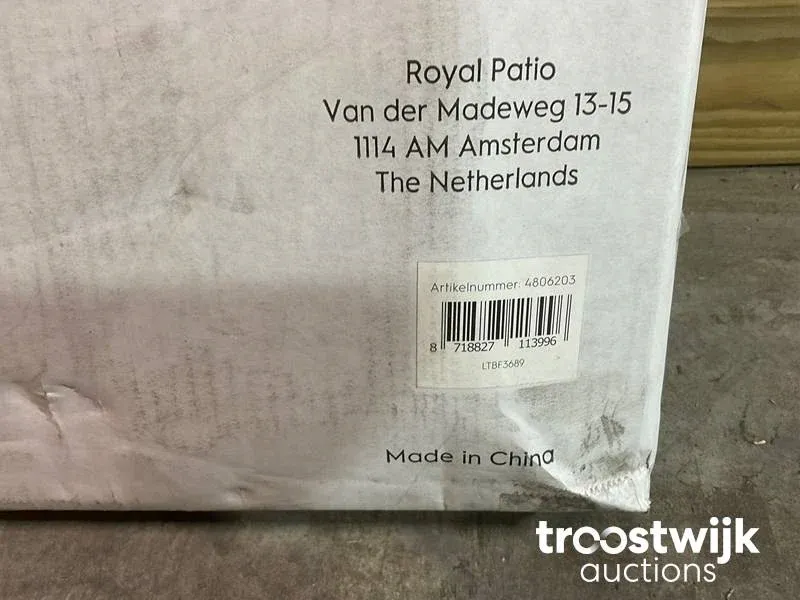 Royal Patio
Van der Madeweg 13-15
1114 AM Amsterdam
The Netherlands
Artikelnummer: 4806203
8 718827 113996
LTBF3689
Made in China
troostwijk
auctions